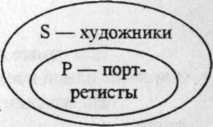 S — художники
P — порт-
ретисты